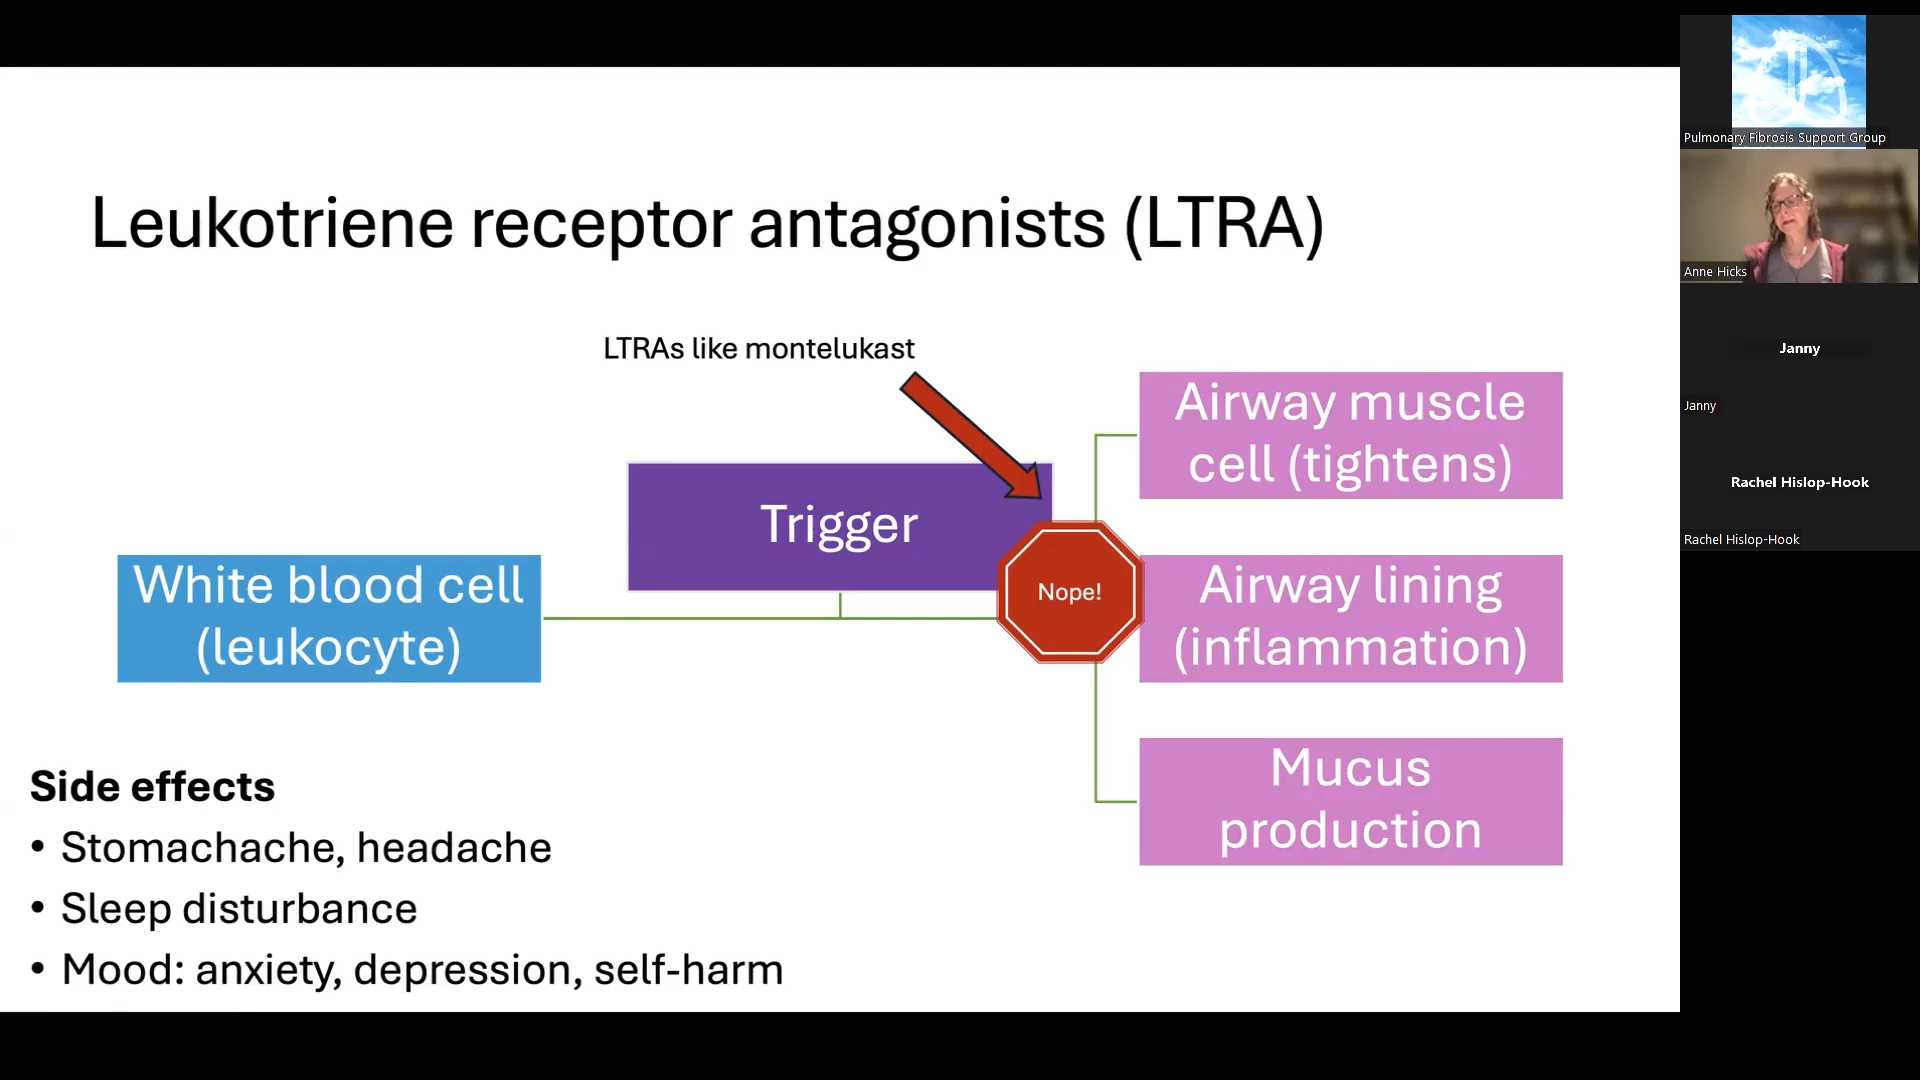 Leukotriene receptor antagonists (LTRA)
LTRAs like montelukast
Trigger
White blood cell
(leukocyte)
Nope!
Airway muscle
cell (tightens)
Airway lining
(inflammation)
Mucus
production
Side effects
• Stomachache, headache
• Sleep disturbance
• Mood: anxiety, depression, self-harm
Pulmonary Fibrosis Support Group
Anne Hicks
Janny
Janny
Rachel Hislop-Hook
Rachel Hislop-Hook